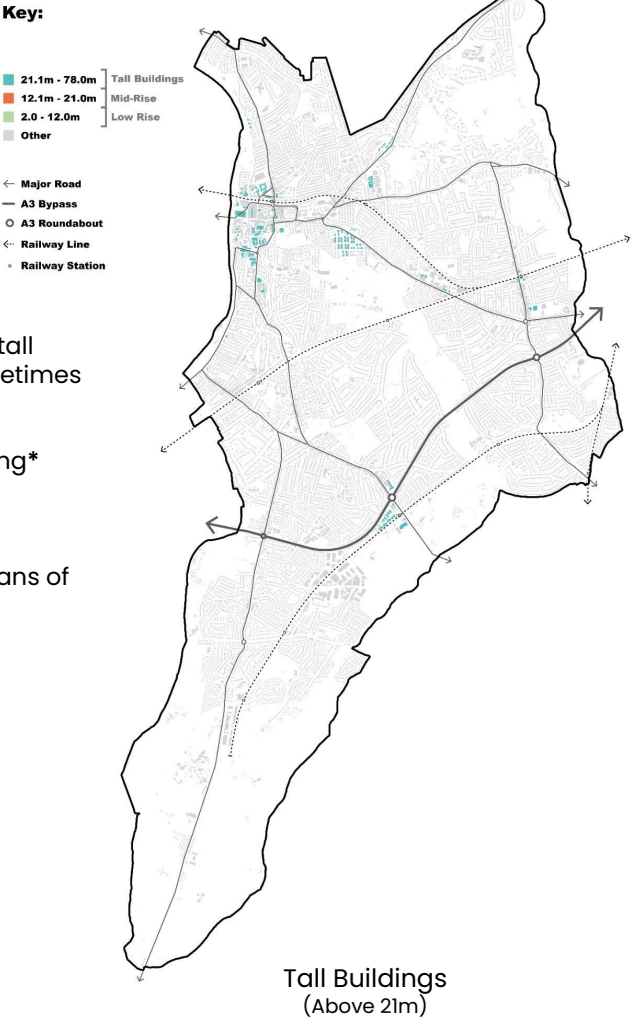 Key:
21.1m - 78.0m Tall Buildings
12.1m - 21.0m Mid-Rise
2.0 - 12.0m Low Rise
Other
Major Road
A3 Bypass
A3 Roundabout
Railway Line
Railway Station
tall
etimes
ng*
ans of
Tall Buildings
(Above 21m)